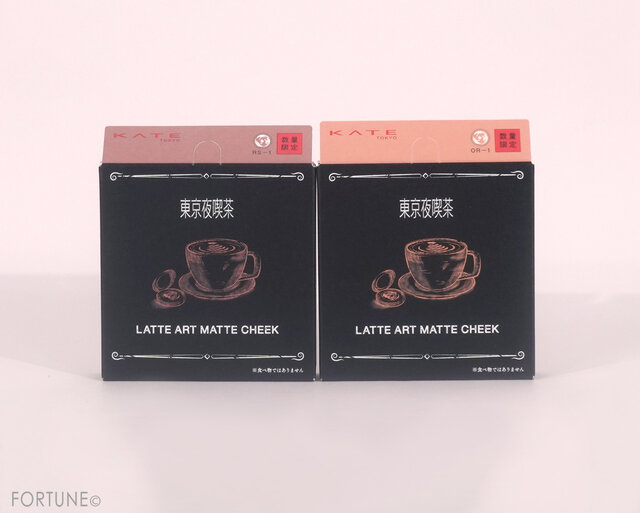 KATE
TOKYO
RS-1
数量
限定
東京夜喫茶
LATTE ART MATTE CHEEK
※食べ物ではありません
KATE
TOKYO
OR-1
数量
限定
東京夜喫茶
LATTE ART MATTE CHEEK
※食べ物ではありません
FORTUNE©